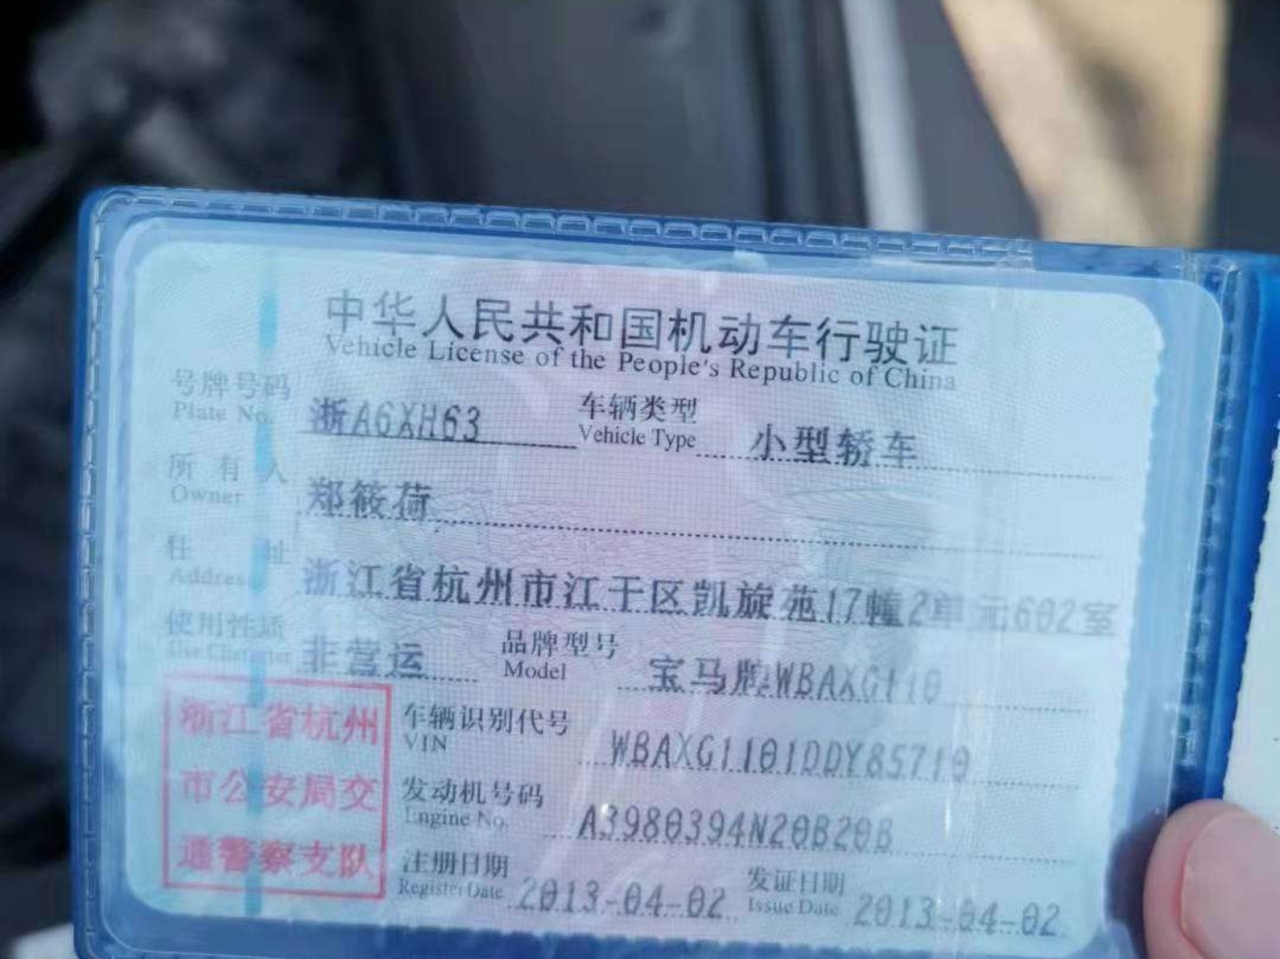 中华人民共和国机动车行驶证
Vehicle License of the People's Republic of China
号牌号码 浙A6XH63 车辆类型 小型轿车
Plate No. Vehicle Type
所有人 郑筱荷
Owner
住址 浙江省杭州市江干区凯旋苑17幢2单元602室
Address
使用性质 非营运 品牌型号 宝马牌WBAXG110
Use Character Model
车辆识别代号 WBAXG1101DDY85710
VIN
发动机号码 A3980394N20B20B
Engine No.
注册日期 2013-04-02 发证日期 2013-04-02
Register Date Issue Date
浙江省杭州
市公安局交
通警察支队